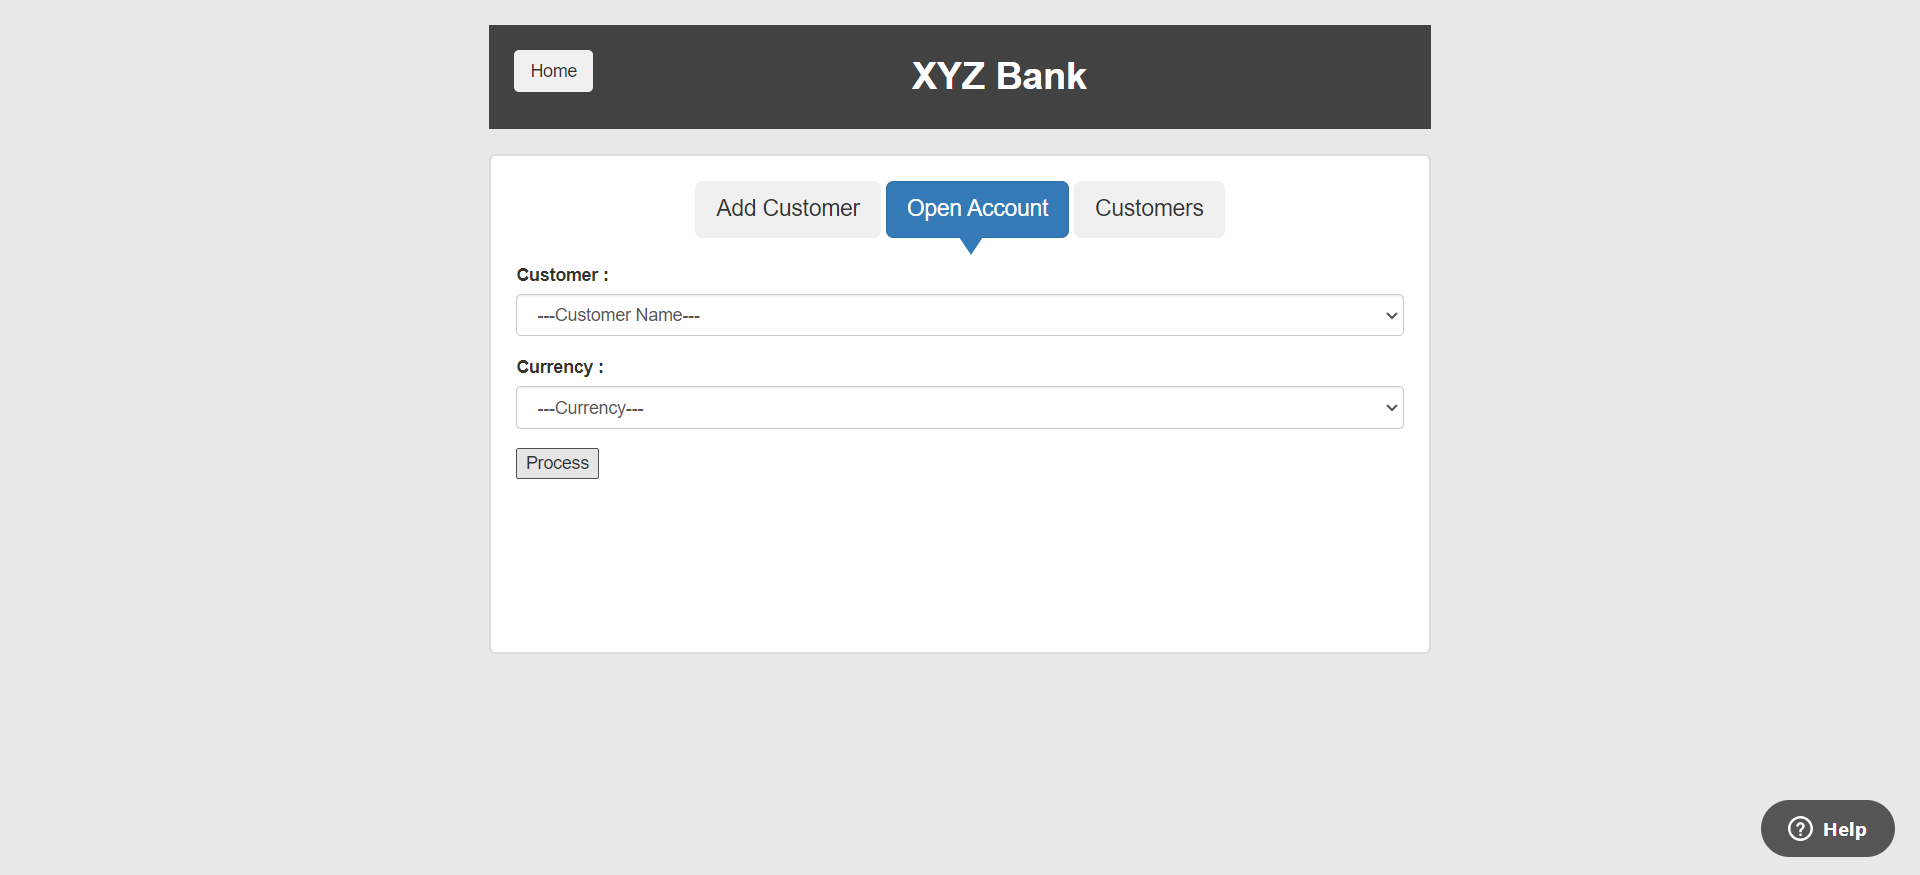 Home
XYZ Bank
Add Customer
Open Account
Customers
Customer :
---Customer Name---
Currency :
---Currency---
Process
Help